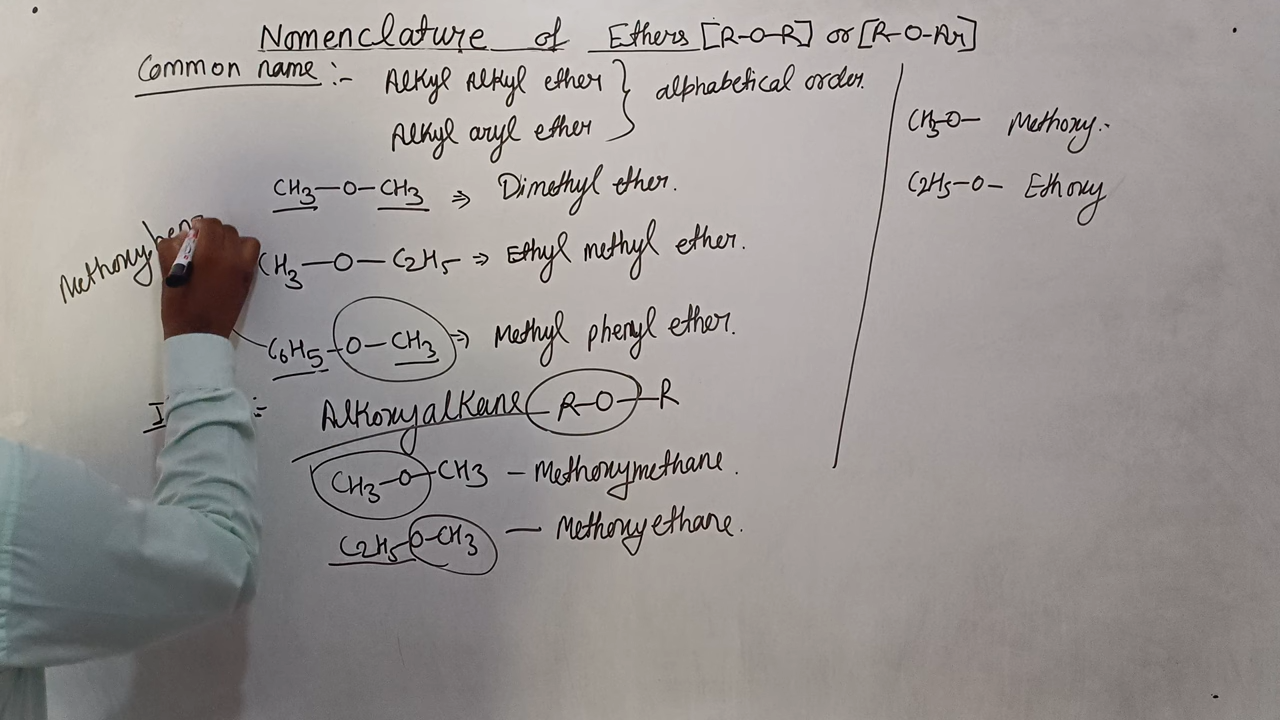 Nomenclature of Ethers [R-O-R] or [R-O-Ar]
Common name :- Alkyl Alkyl ether
Alkyl aryl ether
alphabetical order.
CH3-O-CH3 ⇒ Dimethyl ether.
CH3-O-C2H5 ⇒ Ethyl methyl ether.
C6H5-O-CH3 ⇒ Methyl phenyl ether.
Methoxybe
:- Alkoxyalkane R-O-R
CH3-O-CH3 - Methoxymethane.
C2H5-O-CH3 — Methoxyethane.
CH3-O- Methoxy.-
C2H5-O- Ethoxy